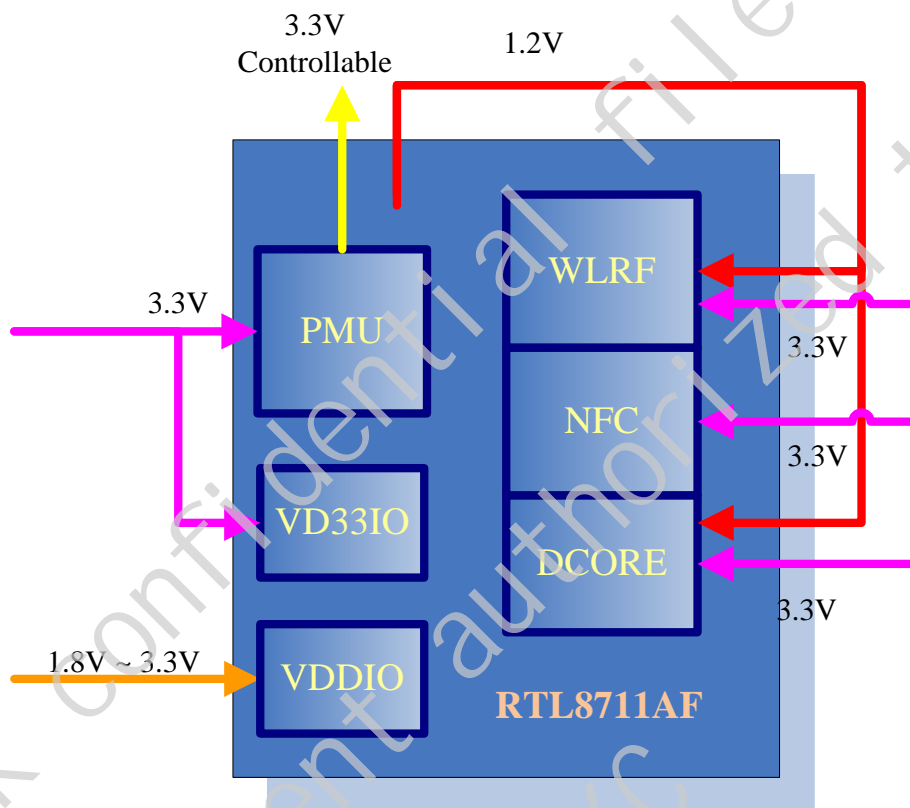 3.3V
Controllable
1.2V
WLRF
3.3V
PMU
3.3V
NFC
3.3V
VD33IO
DCORE
3.3V
1.8V ~ 3.3V
VDDIO
RTL8711AF
confidential file
authorized